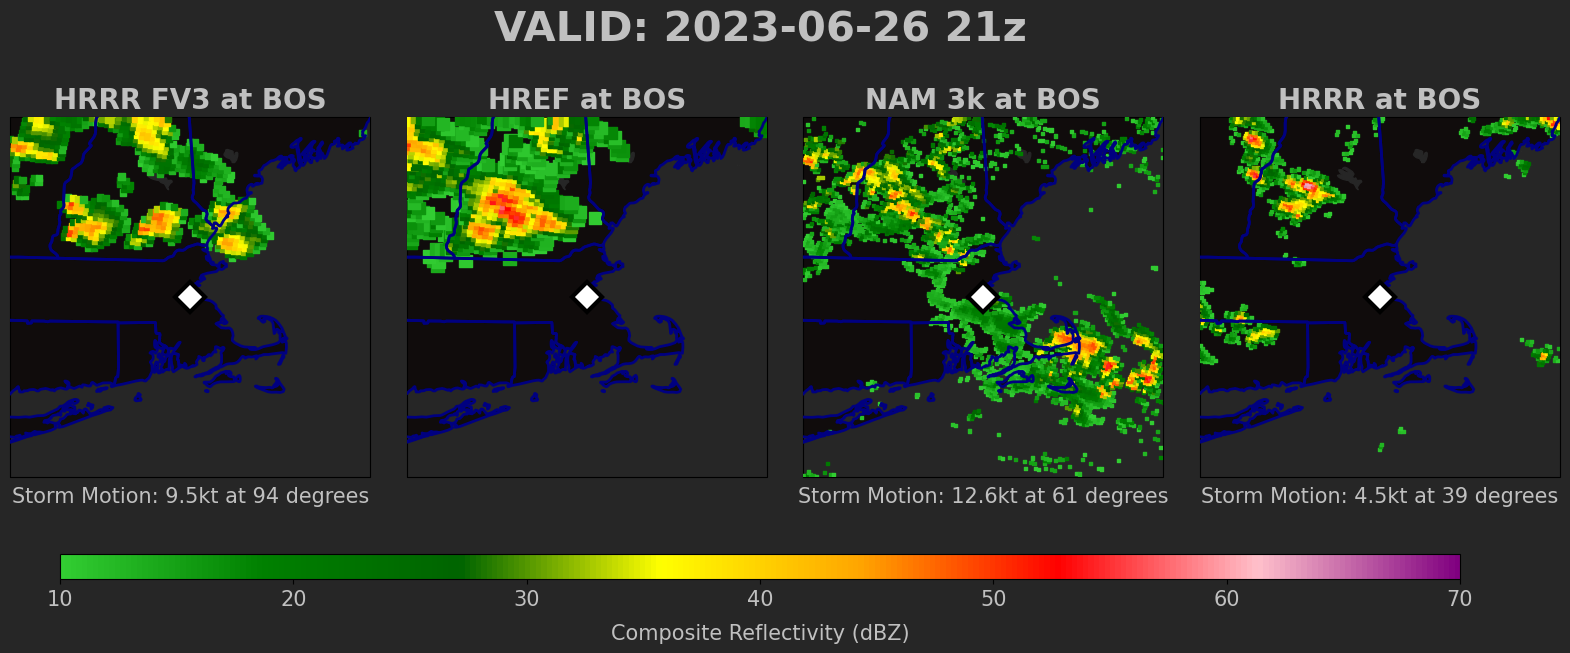 VALID: 2023-06-26 21z
HRRR FV3 at BOS
HREF at BOS
NAM 3k at BOS
HRRR at BOS
Storm Motion: 9.5kt at 94 degrees
Storm Motion: 12.6kt at 61 degrees
Storm Motion: 4.5kt at 39 degrees
10 20 30 40 50 60 70
Composite Reflectivity (dBZ)